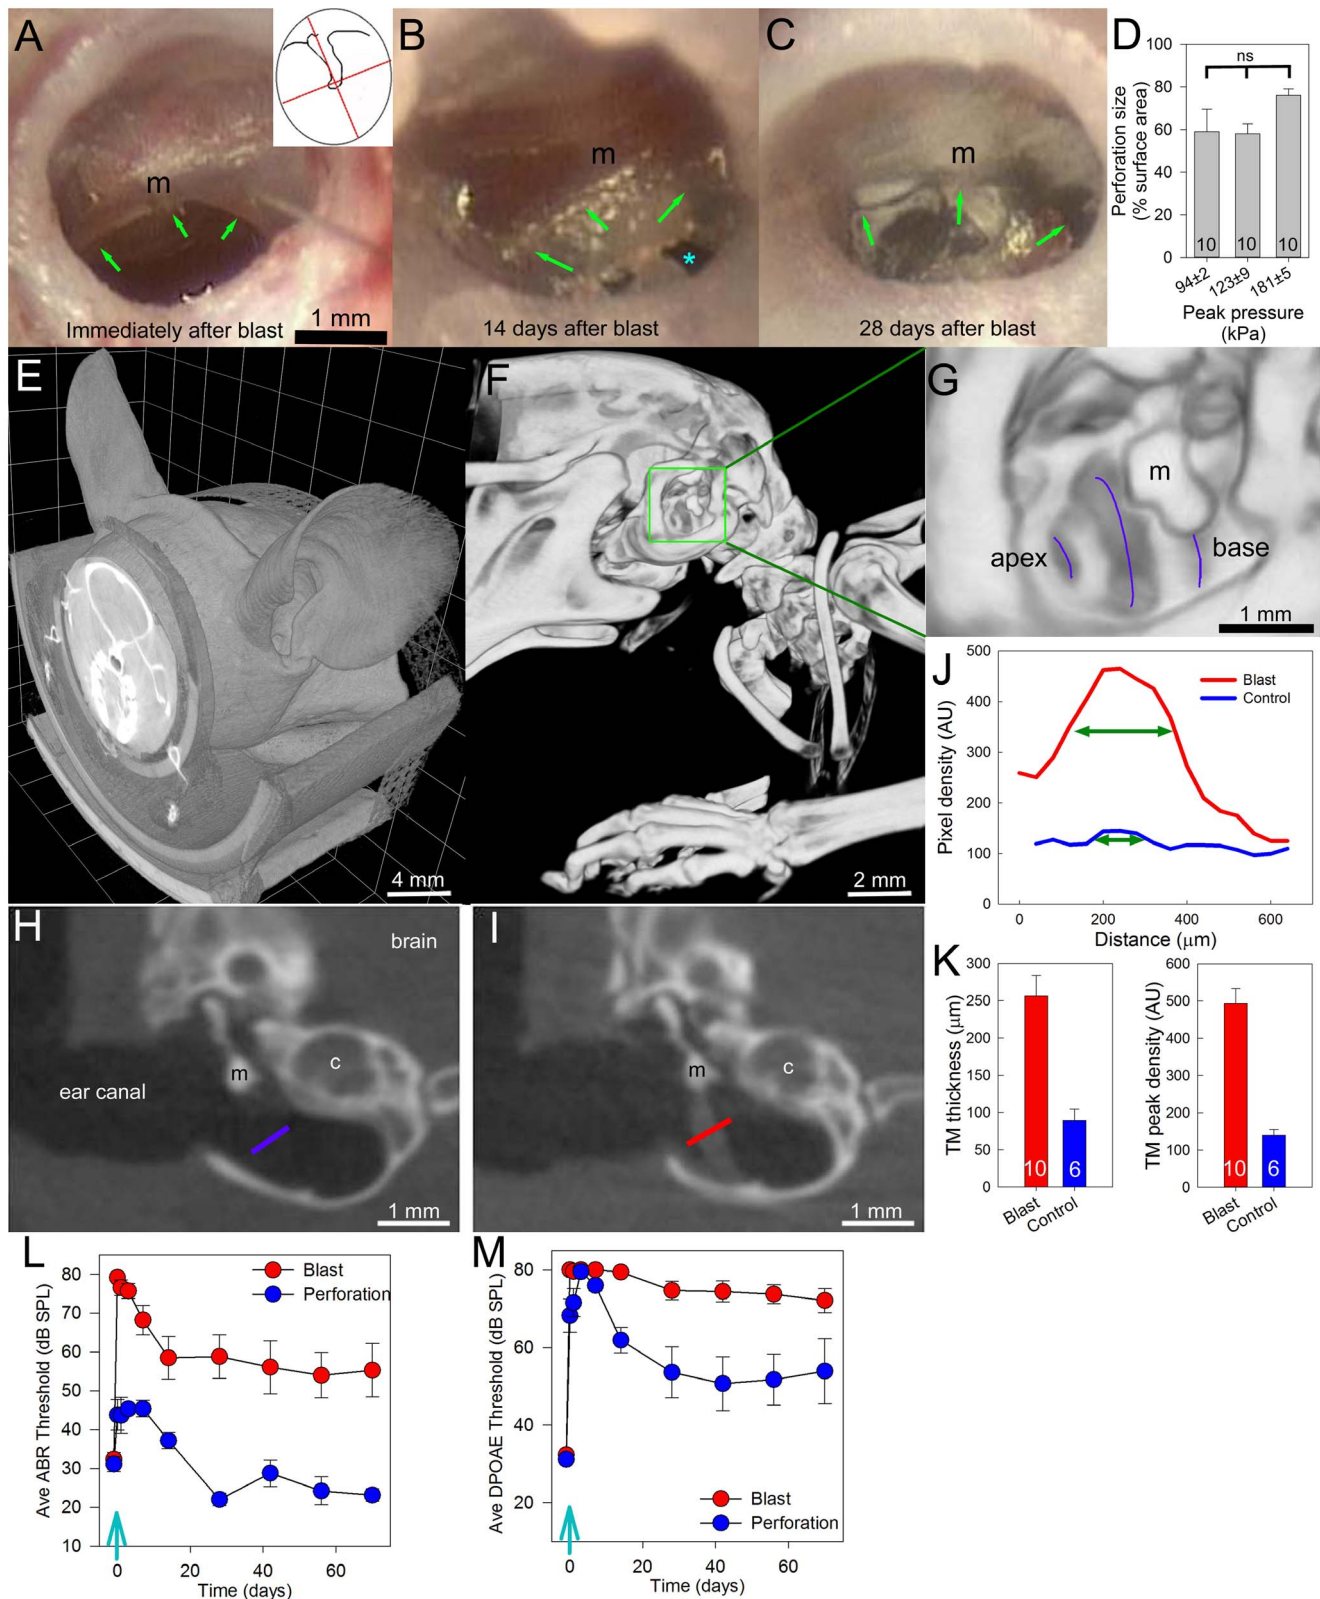 A
m
Immediately after blast
1 mm
B
m
*
14 days after blast
C
m
28 days after blast
D
Perforation size
(% surface area)
100
80
60
40
20
0
ns
10
10
10
94±2
123±9
181±5
Peak pressure
(kPa)
E
4 mm
F
2 mm
G
m
apex
base
1 mm
J
Pixel density (AU)
500
400
300
200
100
0
Blast
Control
0
200
400
600
Distance (μm)
H
brain
c
m
ear canal
1 mm
I
c
m
1 mm
K
TM thickness (μm)
300
250
200
150
100
50
0
10
6
Blast
Control
TM peak density (AU)
600
500
400
300
200
100
0
10
6
Blast
Control
L
Ave ABR Threshold (dB SPL)
80
70
60
50
40
30
20
10
Blast
Perforation
0
20
40
60
Time (days)
M
Ave DPOAE Threshold (dB SPL)
80
60
40
20
Blast
Perforation
0
20
40
60
Time (days)